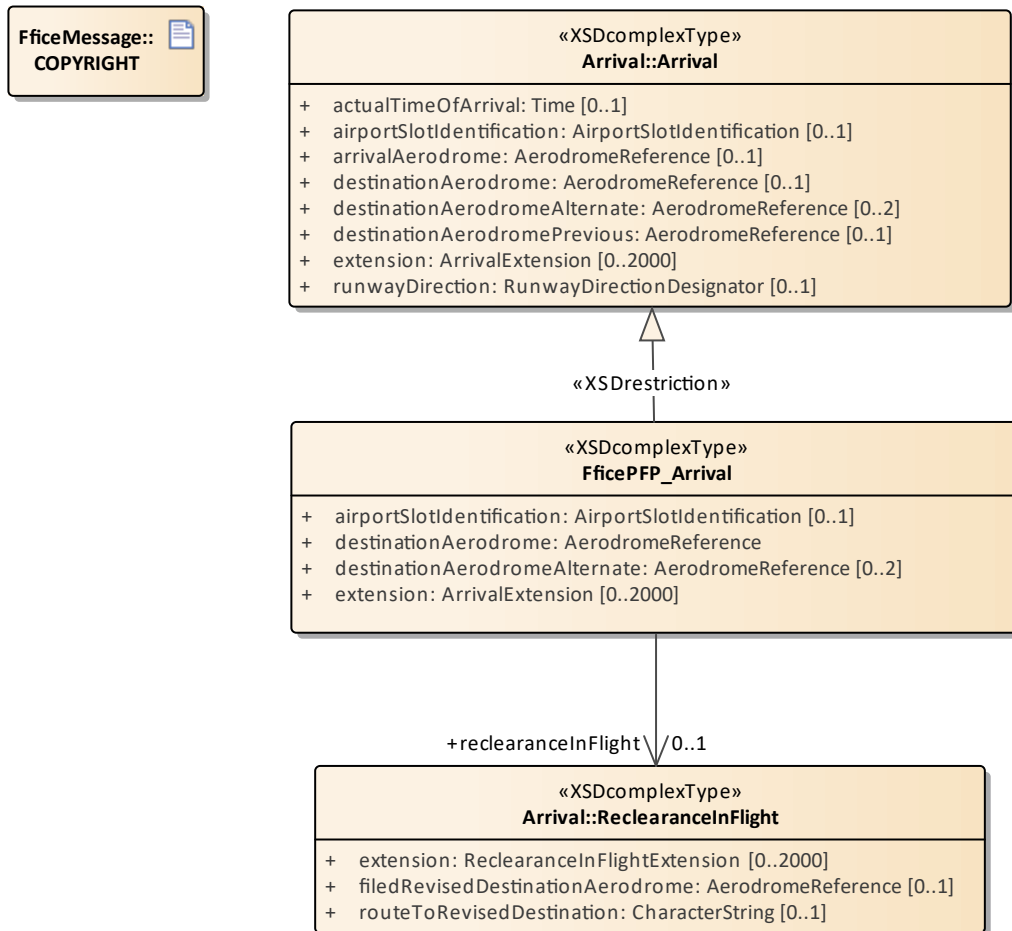 FficeMessage::
COPYRIGHT
«XSDcomplexType»
Arrival::Arrival
+ actualTimeOfArrival: Time [0..1]
+ airportSlotIdentification: AirportSlotIdentification [0..1]
+ arrivalAerodrome: AerodromeReference [0..1]
+ destinationAerodrome: AerodromeReference [0..1]
+ destinationAerodromeAlternate: AerodromeReference [0..2]
+ destinationAerodromePrevious: AerodromeReference [0..1]
+ extension: ArrivalExtension [0..2000]
+ runwayDirection: RunwayDirectionDesignator [0..1]
«XSDrestriction»
«XSDcomplexType»
FficePFP_Arrival
+ airportSlotIdentification: AirportSlotIdentification [0..1]
+ destinationAerodrome: AerodromeReference
+ destinationAerodromeAlternate: AerodromeReference [0..2]
+ extension: ArrivalExtension [0..2000]
+reclearanceInFlight 0..1
«XSDcomplexType»
Arrival::ReclearanceInFlight
+ extension: ReclearanceInFlightExtension [0..2000]
+ filedRevisedDestinationAerodrome: AerodromeReference [0..1]
+ routeToRevisedDestination: CharacterString [0..1]